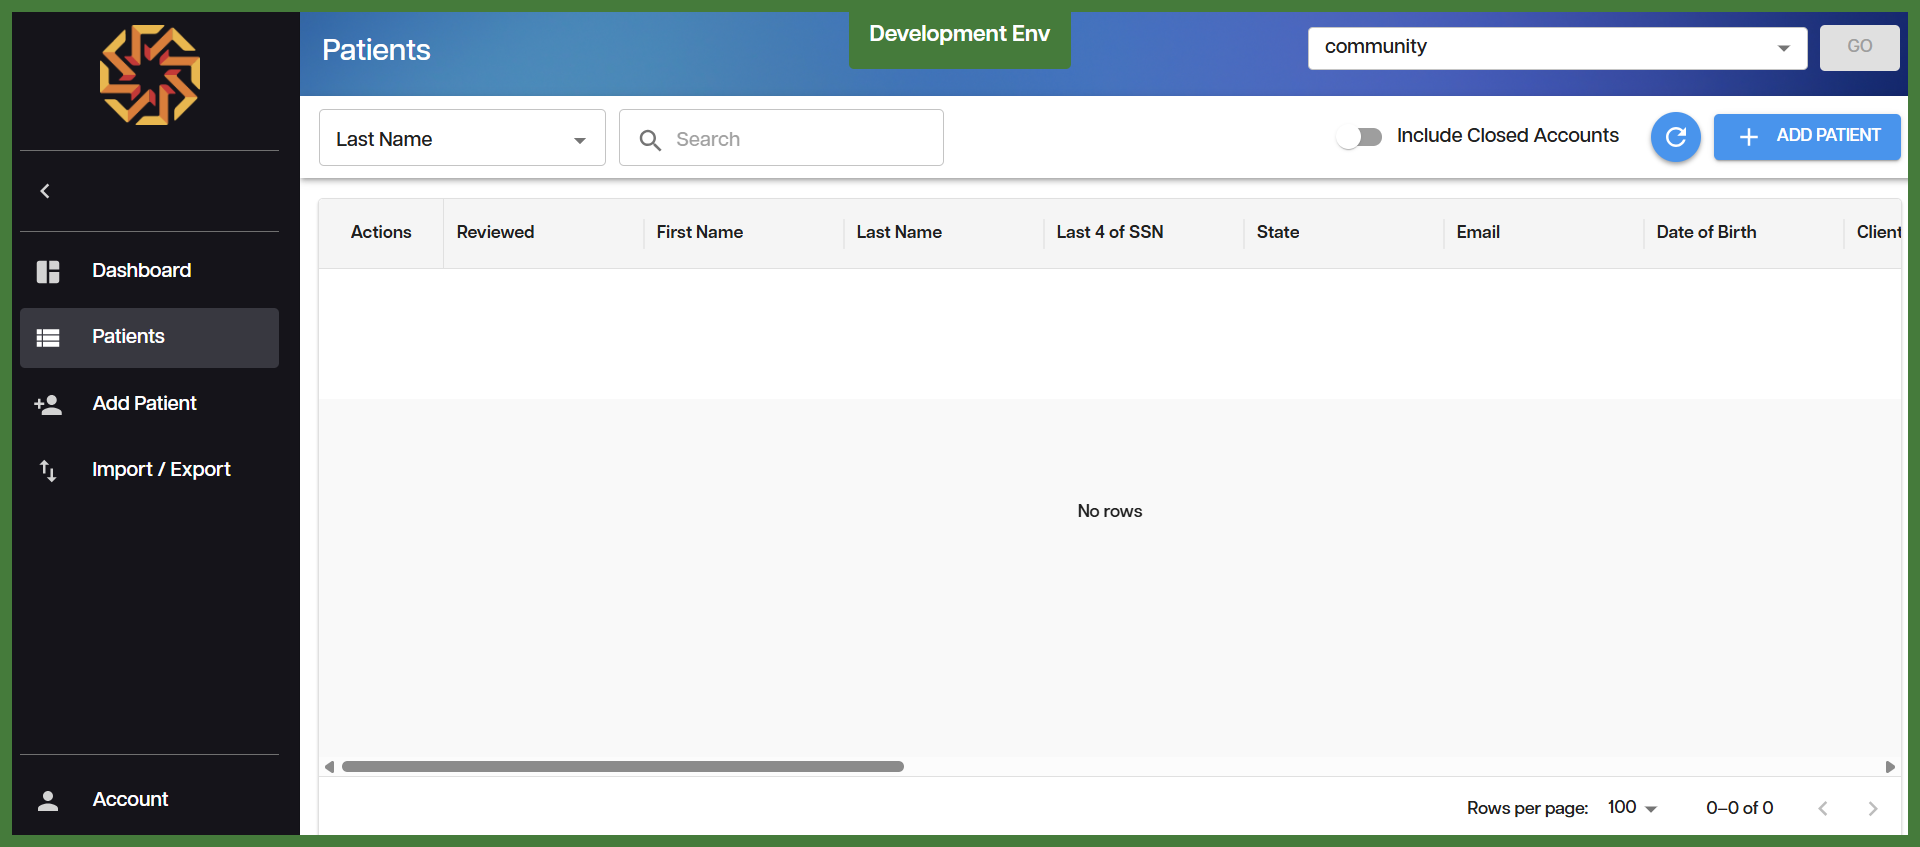 Patients
Development Env
community
GO
Last Name
Search
Include Closed Accounts
ADD PATIENT
Dashboard
Patients
Add Patient
Import / Export
Account
Actions
Reviewed
First Name
Last Name
Last 4 of SSN
State
Email
Date of Birth
Client
No rows
Rows per page:
100
0–0 of 0